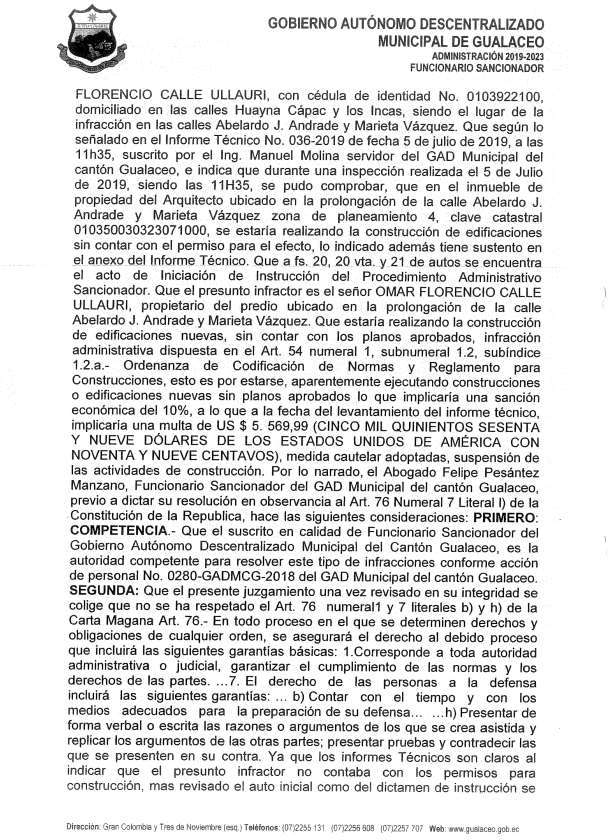 GOBIERNO AUTÓNOMO DESCENTRALIZADO
MUNICIPAL DE GUALACEO
ADMINISTRACIÓN 2019-2023
FUNCIONARIO SANCIONADOR
FLORENCIO CALLE ULLAURI, con cédula de identidad No. 0103922100,
domiciliado en las calles Huayna Cápac y los Incas, siendo el lugar de la
infracción en las calles Abelardo J. Andrade y Marieta Vázquez. Que según lo
señalado en el Informe Técnico No. 036-2019 de fecha 5 de julio de 2019, a las
11h35, suscrito por el Ing. Manuel Molina servidor del GAD Municipal del
cantón Gualaceo, e indica que durante una inspección realizada el 5 de Julio
de 2019, siendo las 11H35, se pudo comprobar, que en el inmueble de
propiedad del Arquitecto ubicado en la prolongación de la calle Abelardo J.
Andrade y Marieta Vázquez zona de planeamiento 4, clave catastral
010350030323071000, se estaría realizando la construcción de edificaciones
sin contar con el permiso para el efecto, lo indicado además tiene sustento en
el anexo del Informe Técnico. Que a fs. 20, 20 vta. y 21 de autos se encuentra
el acto de Iniciación de Instrucción del Procedimiento Administrativo
Sancionador. Que el presunto infractor es el señor OMAR FLORENCIO CALLE
ULLAURI, propietario del predio ubicado en la prolongación de la calle
Abelardo J. Andrade y Marieta Vázquez. Que estaría realizando la construcción
de edificaciones nuevas, sin contar con los planos aprobados, infracción
administrativa dispuesta en el Art. 54 numeral 1, subnumeral 1.2, subíndice
1.2.a.- Ordenanza de Codificación de Normas y Reglamento para
Construcciones, esto es por estarse, aparentemente ejecutando construcciones
o edificaciones nuevas sin planos aprobados lo que implicaría una sanción
económica del 10%, a lo que a la fecha del levantamiento del informe técnico,
implicaría una multa de US $ 5. 569,99 (CINCO MIL QUINIENTOS SESENTA
Y NUEVE DÓLARES DE LOS ESTADOS UNIDOS DE AMÉRICA CON
NOVENTA Y NUEVE CENTAVOS), medida cautelar adoptadas, suspensión de
las actividades de construcción. Por lo narrado, el Abogado Felipe Pesántez
Manzano, Funcionario Sancionador del GAD Municipal del cantón Gualaceo,
previo a dictar su resolución en observancia al Art. 76 Numeral 7 Literal l) de la
Constitución de la Republica, hace las siguientes consideraciones: PRIMERO:
COMPETENCIA.- Que el suscrito en calidad de Funcionario Sancionador del
Gobierno Autónomo Descentralizado Municipal del Cantón Gualaceo, es la
autoridad competente para resolver este tipo de infracciones conforme acción
de personal No. 0280-GADMCG-2018 del GAD Municipal del cantón Gualaceo.
SEGUNDA: Que el presente juzgamiento una vez revisado en su integridad se
colige que no se ha respetado el Art. 76 numeral1 y 7 literales b) y h) de la
Carta Magana Art. 76.- En todo proceso en el que se determinen derechos y
obligaciones de cualquier orden, se asegurará el derecho al debido proceso
que incluirá las siguientes garantías básicas: 1.Corresponde a toda autoridad
administrativa o judicial, garantizar el cumplimiento de las normas y los
derechos de las partes. …7. El derecho de las personas a la defensa
incluirá las siguientes garantías: … b) Contar con el tiempo y con los
medios adecuados para la preparación de su defensa… …h) Presentar de
forma verbal o escrita las razones o argumentos de los que se crea asistida y
replicar los argumentos de las otras partes; presentar pruebas y contradecir las
que se presenten en su contra. Ya que los informes Técnicos son claros al
indicar que el presunto infractor no contaba con los permisos para
construcción, mas revisado el auto inicial como del dictamen de instrucción se
Dirección: Gran Colombia y Tres de Noviembre (esq.) Teléfonos: (07)2255 131 (07)2256 608 (07)2257 707 Web: www.gualaceo.gob.ec